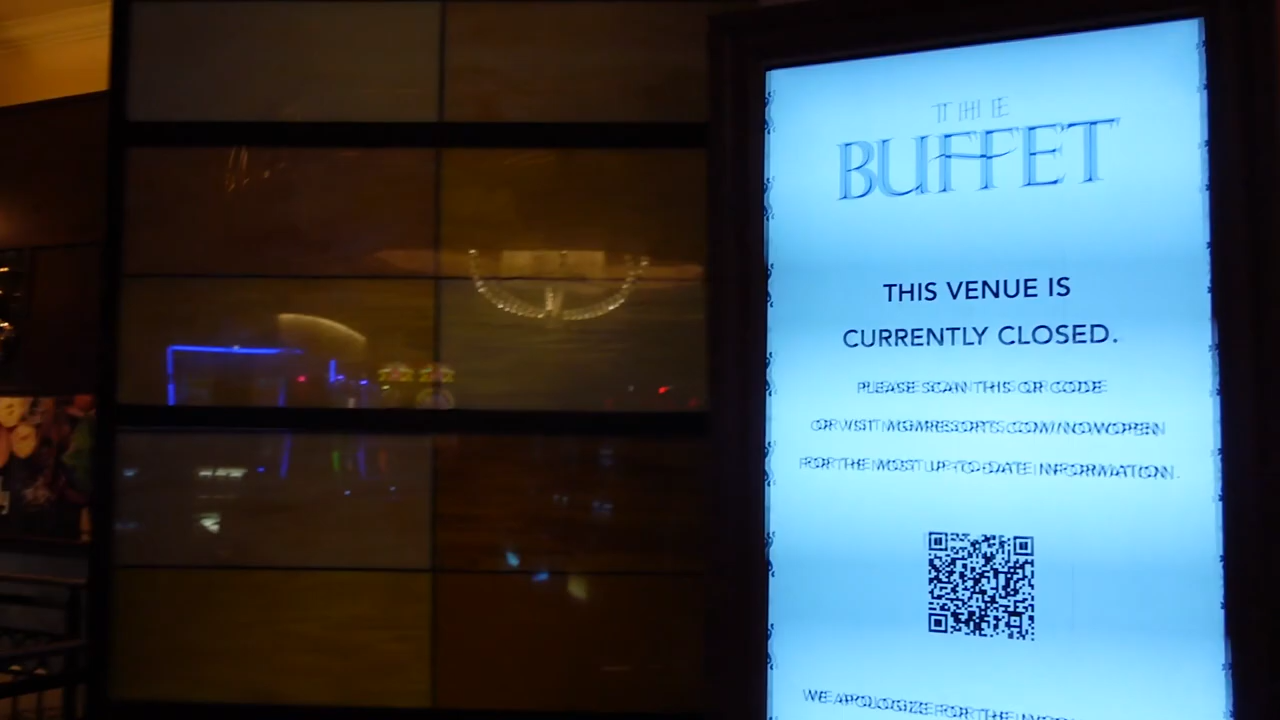 THE
BUFFET
THIS VENUE IS
CURRENTLY CLOSED.
PLEASE SCAN THIS QR CODE
OR VISIT MGMRESORTS.COM/NOWOPEN
FOR THE MOST UP-TO-DATE INFORMATION.
WE APOLOGIZE FOR THE